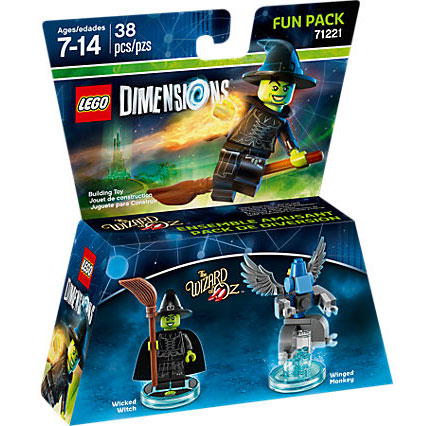 Ages/edades
7-14
38
pcs/pzs
FUN PACK
71221
LEGO DIMENSIONS
Building Toy
Jouet de construction
Juguete para Construir
ENSEMBLE AMUSANT
PACK DE DIVERSIÓN
LEGO DIMENSIONS
The WIZARD of OZ
The WIZARD of OZ
Wicked
Witch
Winged
Monkey